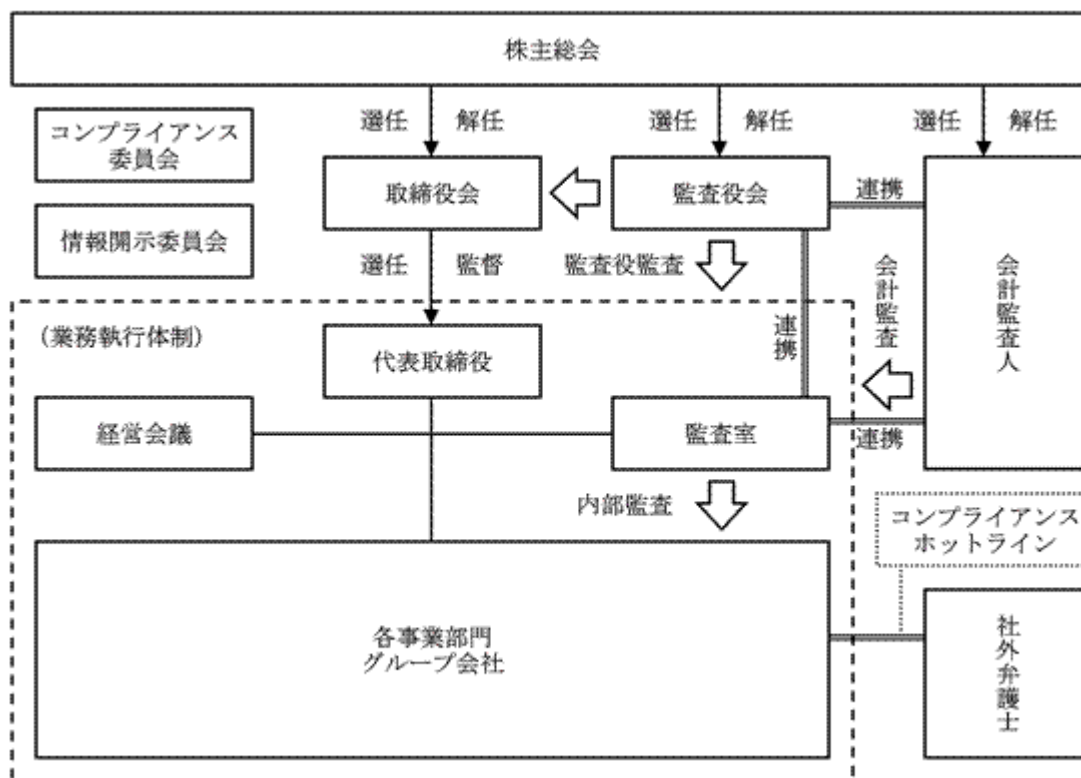 株主総会
選任 解任
選任 解任
選任 解任
コンプライアンス
委員会
取締役会
監査役会
連携
情報開示委員会
選任 監督
監査役監査
会計監査
会計監査人
(業務執行体制)
代表取締役
連携
経営会議
監査室
連携
内部監査
コンプライアンス
ホットライン
各事業部門
グループ会社
社外弁護士